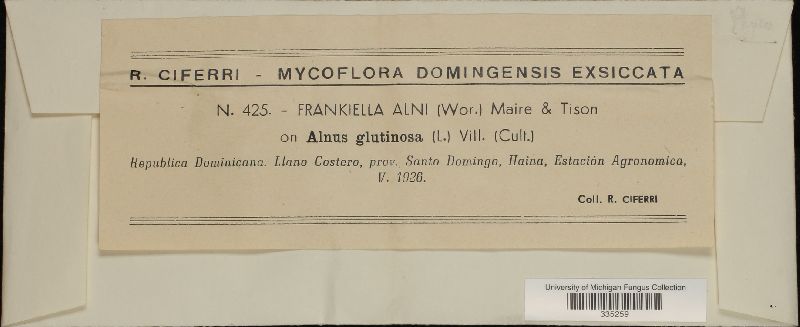 R. CIFERRI - MYCOFLORA DOMINGENSIS EXSICCATA
N. 425. - FRANKIELLA ALNI (Wor.) Maire & Tison
on Alnus glutinosa (L.) Vill. (Cult.)
Republica Dominicana. Llano Costero, prov. Santo Domingo, Haina, Estación Agronomica,
V. 1926.
Coll. R. CIFERRI
University of Michigan Fungus Collection
335259